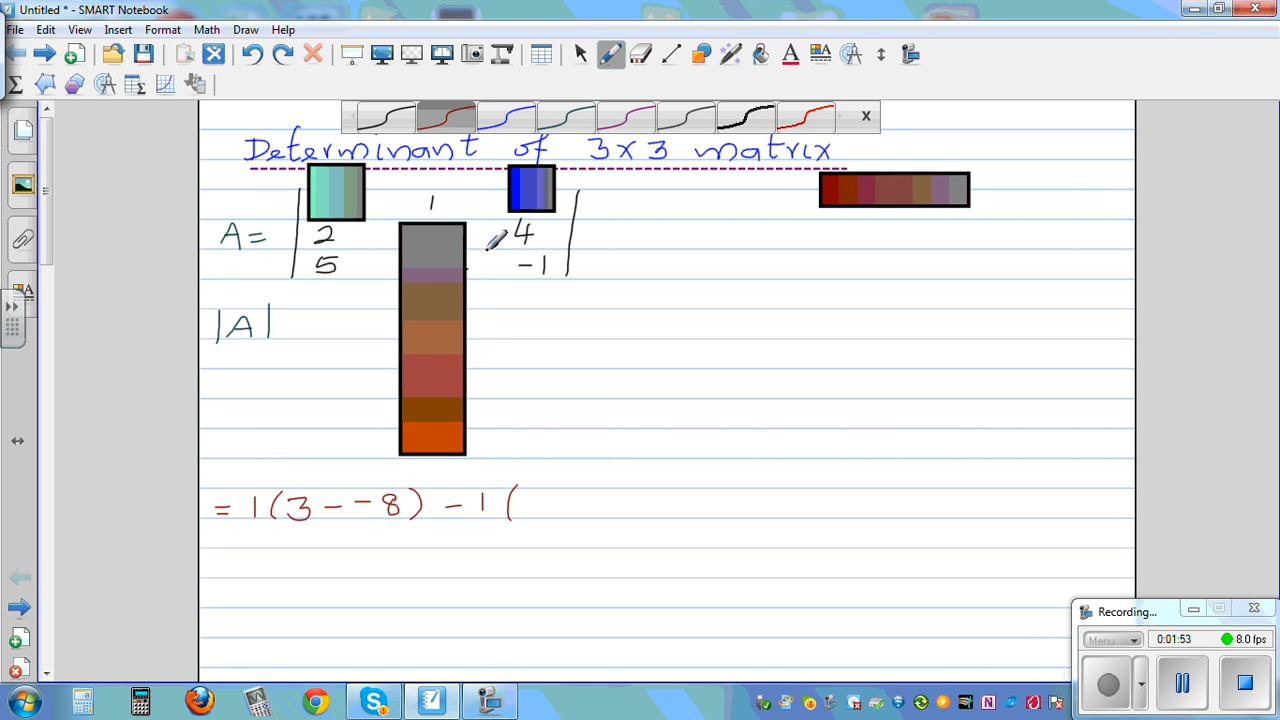 Untitled * - SMART Notebook
File Edit View Insert Format Math Draw Help
Determinant of 3x3 matrix
1
A= 2 4
5 -1
|A|
= 1(3 - -8) - 1 (
Recording...
Menu 0:01:53 8.0 fps